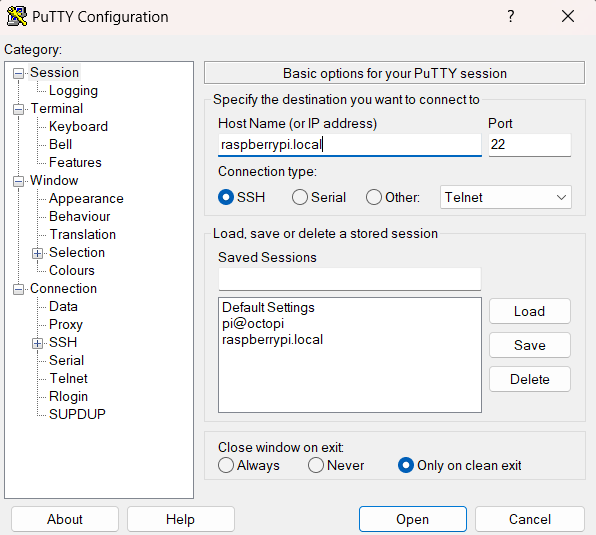 PuTTY Configuration
?
Category:
Session
Logging
Terminal
Keyboard
Bell
Features
Window
Appearance
Behaviour
Translation
Selection
Colours
Connection
Data
Proxy
SSH
Serial
Telnet
Rlogin
SUPDUP
Basic options for your PuTTY session
Specify the destination you want to connect to
Host Name (or IP address) Port
raspberrypi.local 22
Connection type:
SSH Serial Other: Telnet
Load, save or delete a stored session
Saved Sessions
Default Settings
pi@octopi
raspberrypi.local
Load
Save
Delete
Close window on exit:
Always Never Only on clean exit
About Help Open Cancel